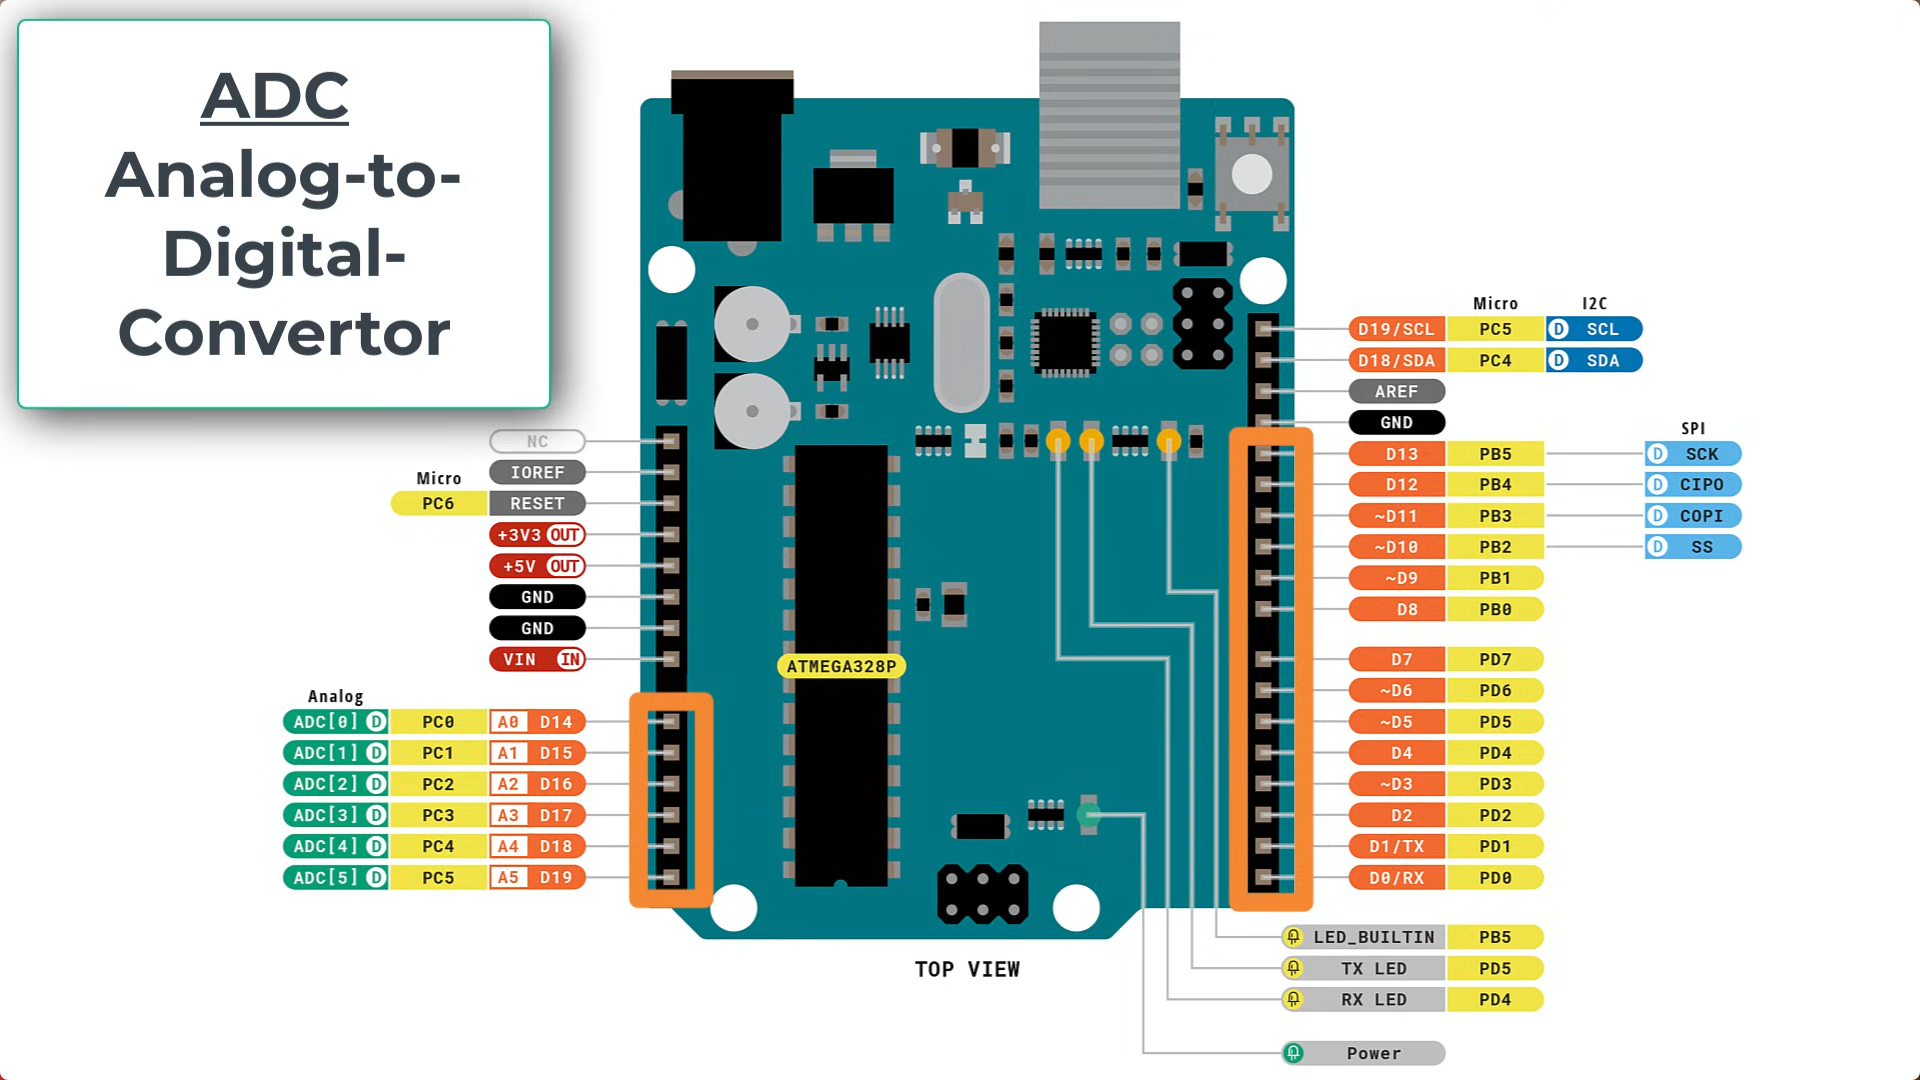 ADC
Analog-to-
Digital-
Convertor
NC
IOREF
Micro
PC6 RESET
+3V3 OUT
+5V OUT
GND
GND
VIN IN
Analog
ADC[0] D PC0 A0 D14
ADC[1] D PC1 A1 D15
ADC[2] D PC2 A2 D16
ADC[3] D PC3 A3 D17
ADC[4] D PC4 A4 D18
ADC[5] D PC5 A5 D19
ATMEGA328P
TOP VIEW
Micro I2C
D19/SCL PC5 D SCL
D18/SDA PC4 D SDA
AREF
GND
SPI
D13 PB5 D SCK
D12 PB4 D CIPO
~D11 PB3 D COPI
~D10 PB2 D SS
~D9 PB1
D8 PB0
D7 PD7
~D6 PD6
~D5 PD5
D4 PD4
~D3 PD3
D2 PD2
D1/TX PD1
D0/RX PD0
LED_BUILTIN PB5
TX LED PD5
RX LED PD4
Power